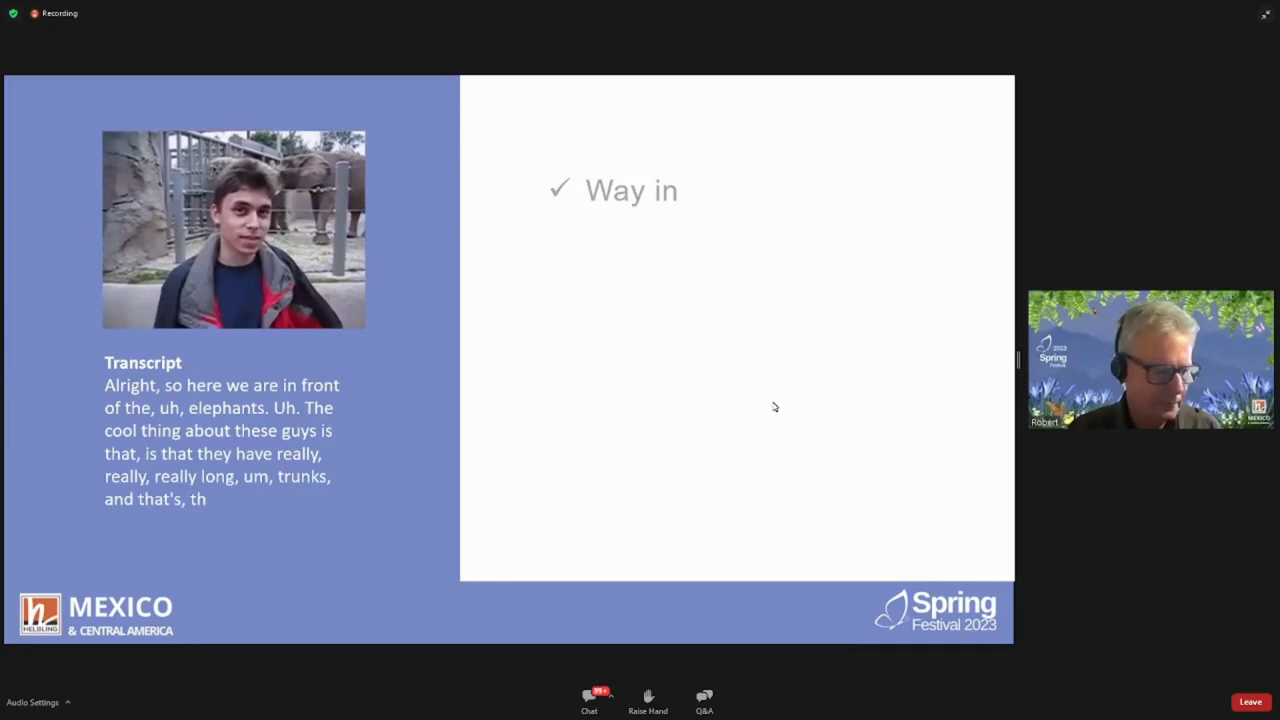 Recording
Way in
Transcript
Alright, so here we are in front
of the, uh, elephants. Uh. The
cool thing about these guys is
that, is that they have really,
really, really long, um, trunks,
and that's, th
h
HELBLING
MEXICO
& CENTRAL AMERICA
Spring
Festival 2023
2023
Spring
Festival
MEXICO
Robert
Audio Settings
99+
Chat
Raise Hand
Q&A
Leave